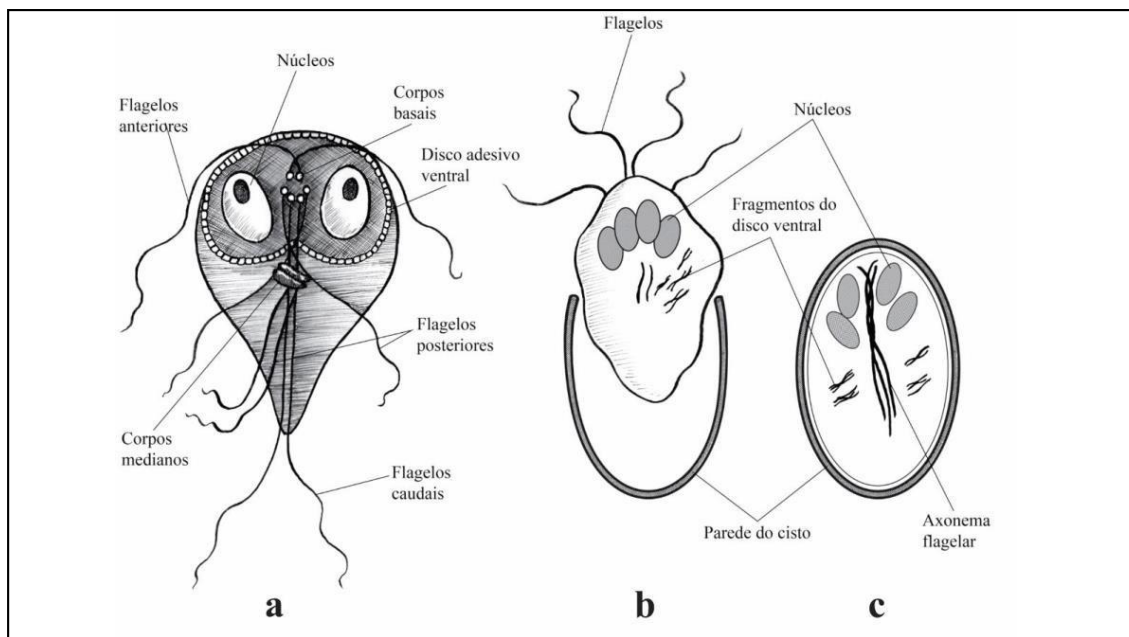 Núcleos
Flagelos
anteriores
Corpos
basais
Disco adesivo
ventral
Flagelos
posteriores
Corpos
medianos
Flagelos
caudais
a
Flagelos
Núcleos
Fragmentos do
disco ventral
Parede do cisto
Axonema
flagelar
b
c